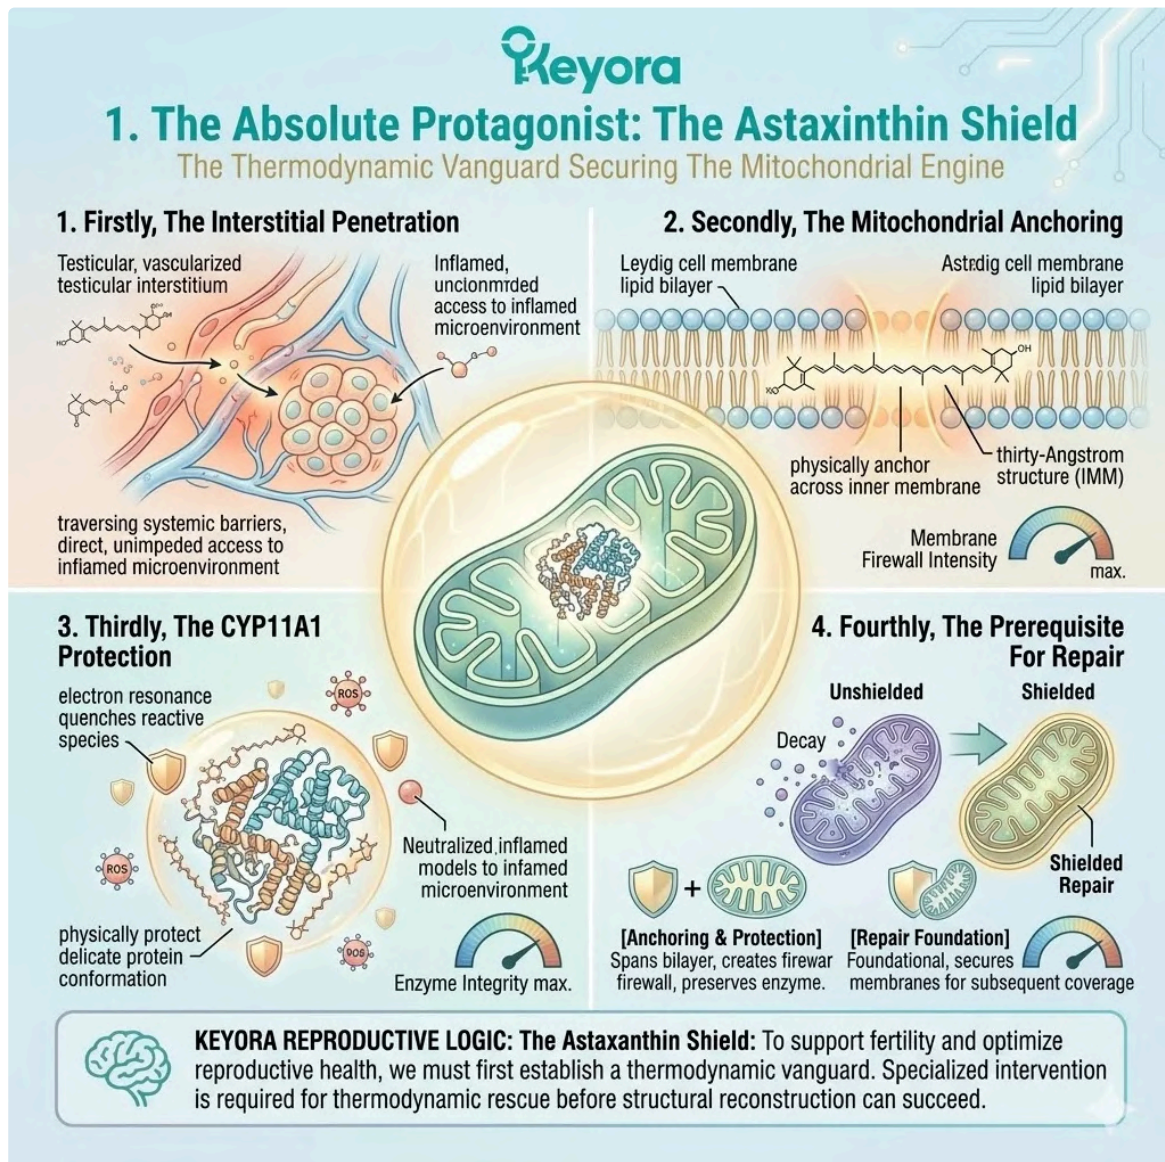 Keyora
1. The Absolute Protagonist: The Astaxinthin Shield
The Thermodynamic Vanguard Securing The Mitochondrial Engine
1. Firstly, The Interstitial Penetration
Testicular, vascularized
testicular interstitium
Inflamed,
access to inflamed
microenvironment
HO
OH
traversing systemic barriers,
direct, unimpeded access to
infiamed microenvironment
2. Secondly, The Mitochondrial Anchoring
Leydig cell membrane
lipid bilayer
cell membrane
lipid bilayer
OH
physically anchor
across inner membrane
thirty-Angstrom
structure (IMM)
Membrane
Firewall Intensity
max.
3. Thirdly, The CYP11A1
Protection
electron resonance
quenches reactive
species
ROS
ROS
DOS
Neutralized,inflamed
models to infamed
microenvironment
physically protect
delicate protein
conformation
Enzyme Integrity max.
4. Fourthly, The Prerequisite
For Repair
Unshielded
Shielded
Decay
Shielded
Repair
+
[Anchoring & Protection]
Spans bilayer, creates firewar
firewall, preserves enzyme.
[Repair Foundation]
Foundational, secures
membranes for subsequent coverage
KEYORA REPRODUCTIVE LOGIC: The Astaxanthin Shield: To support fertility and optimize
reproductive health, we must first establish a thermodynamic vanguard. Specialized intervention
is required for thermodynamic rescue before structural reconstruction can succeed.